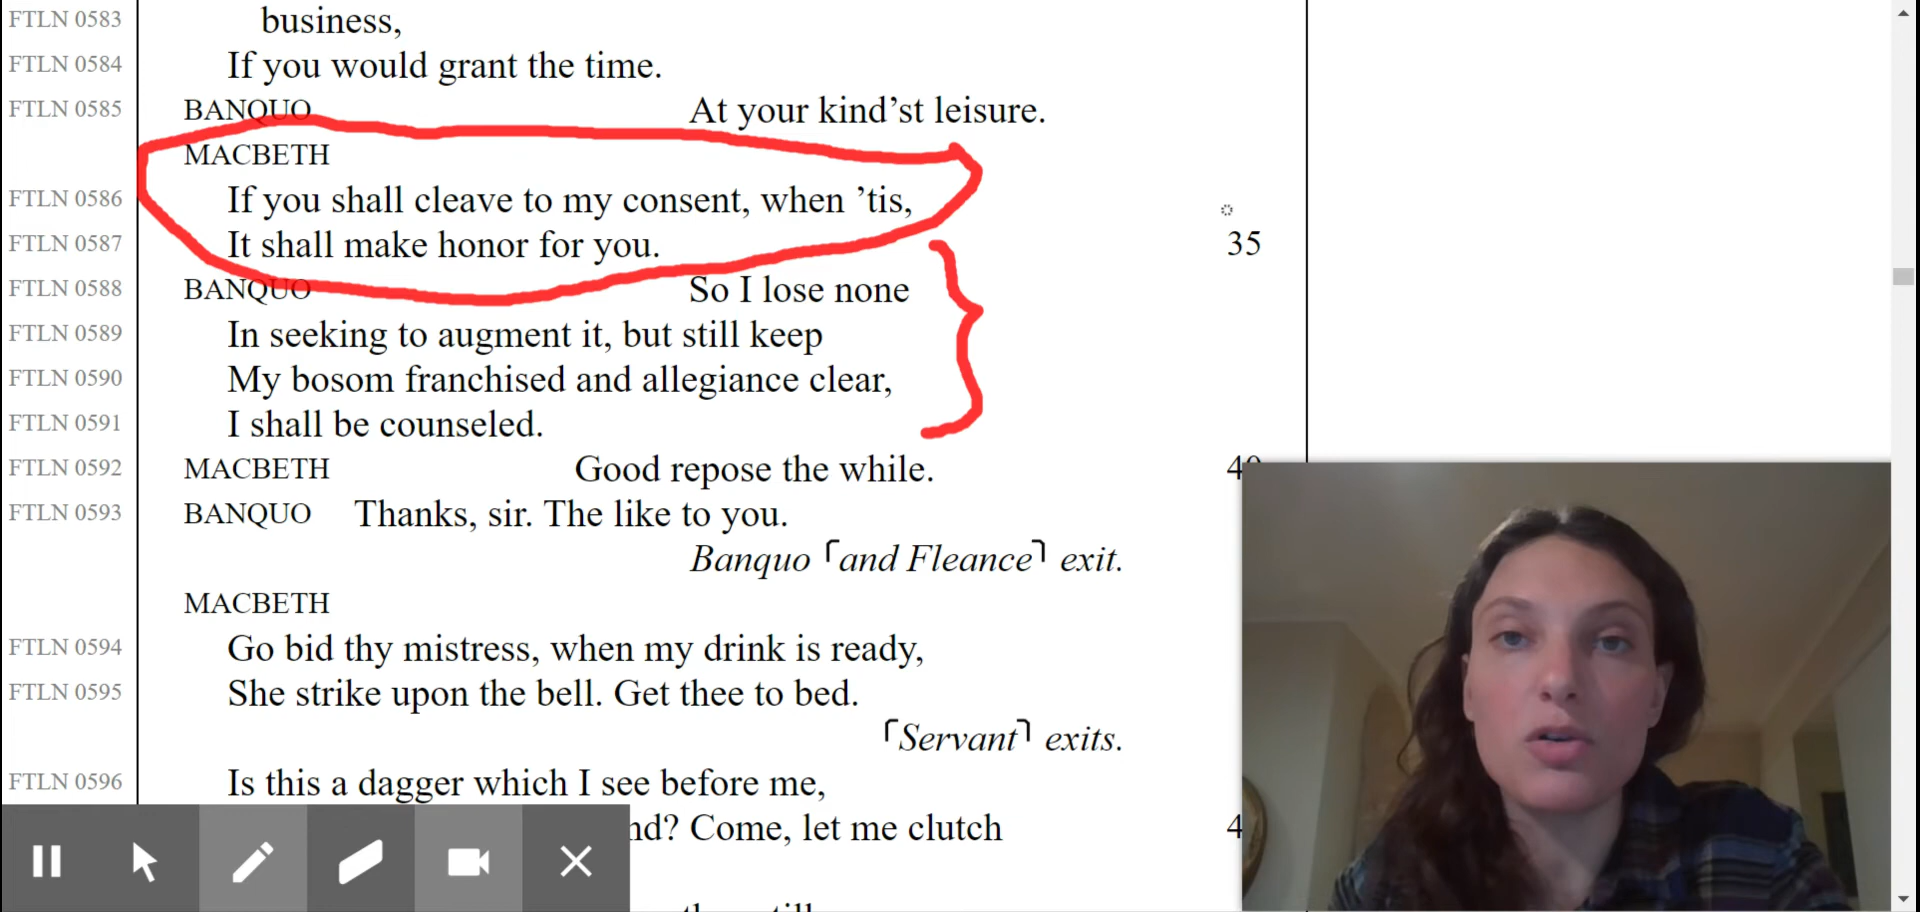 FTLN 0583 business,
FTLN 0584 If you would grant the time.
FTLN 0585 BANQUO At your kind’st leisure.
MACBETH
FTLN 0586 If you shall cleave to my consent, when ’tis,
FTLN 0587 It shall make honor for you. 35
FTLN 0588 BANQUO So I lose none
FTLN 0589 In seeking to augment it, but still keep
FTLN 0590 My bosom franchised and allegiance clear,
FTLN 0591 I shall be counseled.
FTLN 0592 MACBETH Good repose the while. 40
FTLN 0593 BANQUO Thanks, sir. The like to you.
Banquo ⌜and Fleance⌝ exit.
MACBETH
FTLN 0594 Go bid thy mistress, when my drink is ready,
FTLN 0595 She strike upon the bell. Get thee to bed.
⌜Servant⌝ exits.
FTLN 0596 Is this a dagger which I see before me,
Come, let me clutch